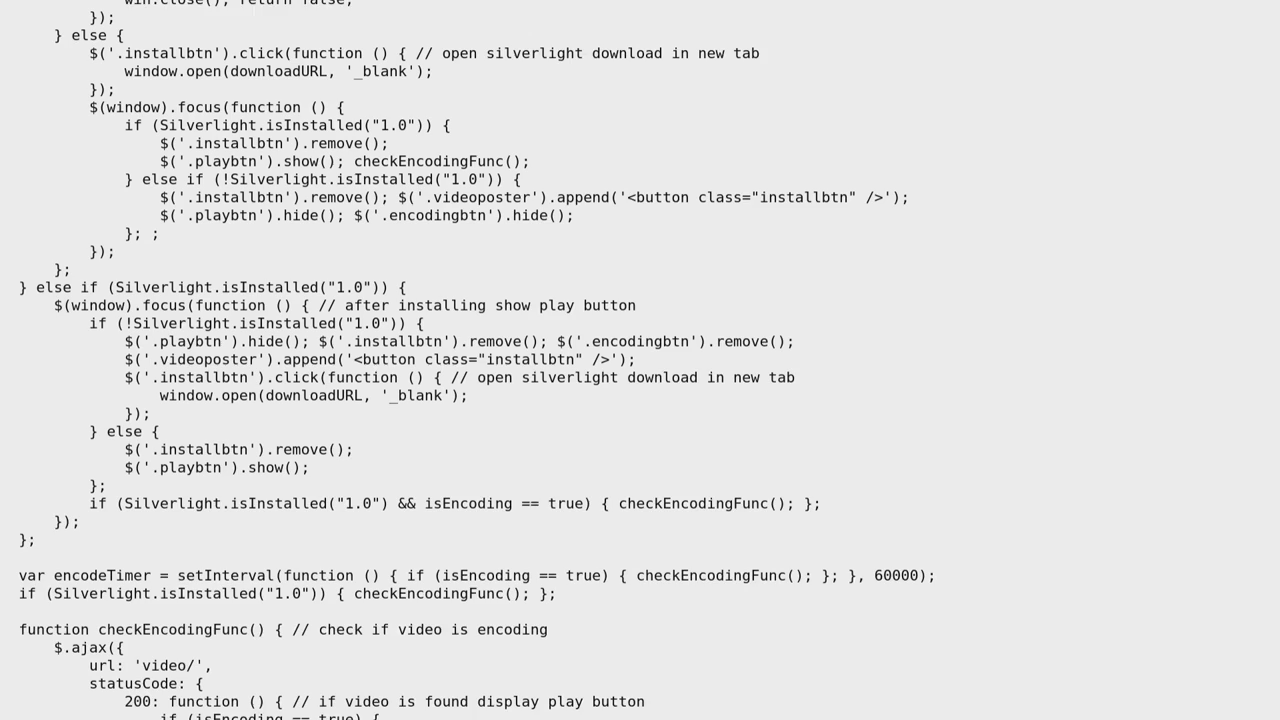 win.close(); return false;
});
} else {
$('.installbtn').click(function () { // open silverlight download in new tab
window.open(downloadURL, '_blank');
});
$(window).focus(function () {
if (Silverlight.isInstalled("1.0")) {
$('.installbtn').remove();
$('.playbtn').show(); checkEncodingFunc();
} else if (!Silverlight.isInstalled("1.0")) {
$('.installbtn').remove(); $('.videoposter').append('<button class="installbtn" />');
$('.playbtn').hide(); $('.encodingbtn').hide();
}; ;
});
};
} else if (Silverlight.isInstalled("1.0")) {
$(window).focus(function () { // after installing show play button
if (!Silverlight.isInstalled("1.0")) {
$('.playbtn').hide(); $('.installbtn').remove(); $('.encodingbtn').remove();
$('.videoposter').append('<button class="installbtn" />');
$('.installbtn').click(function () { // open silverlight download in new tab
window.open(downloadURL, '_blank');
});
} else {
$('.installbtn').remove();
$('.playbtn').show();
};
if (Silverlight.isInstalled("1.0") && isEncoding == true) { checkEncodingFunc(); };
});
};
var encodeTimer = setInterval(function () { if (isEncoding == true) { checkEncodingFunc(); }; }, 60000);
if (Silverlight.isInstalled("1.0")) { checkEncodingFunc(); };
function checkEncodingFunc() { // check if video is encoding
$.ajax({
url: 'video/',
statusCode: {
200: function () { // if video is found display play button
if (isEncoding == true) {